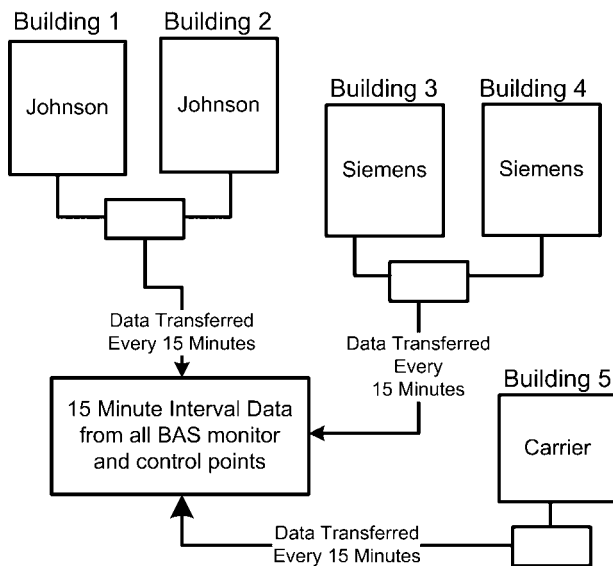 Building 1
Building 2
Johnson
Johnson
Building 3
Building 4
Siemens
Siemens
Data Transferred
Every 15 Minutes
Data Transferred
Every
15 Minutes
Building 5
Carrier
15 Minute Interval Data
from all BAS monitor
and control points
Data Transferred
Every 15 Minutes